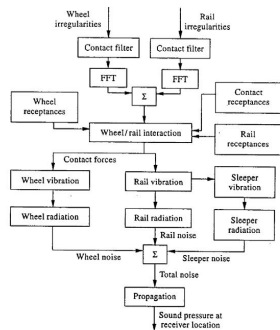 Wheel irregularities
Rail irregularities
Contact filter
Contact filter
FFT
FFT
Σ
Wheel receptances
Contact receptances
Wheel/rail interaction
Rail receptances
Contact forces
Wheel vibration
Rail vibration
Sleeper vibration
Wheel radiation
Rail radiation
Sleeper radiation
Rail noise
Wheel noise
Σ
Sleeper noise
Total noise
Propagation
Sound pressure at receiver location